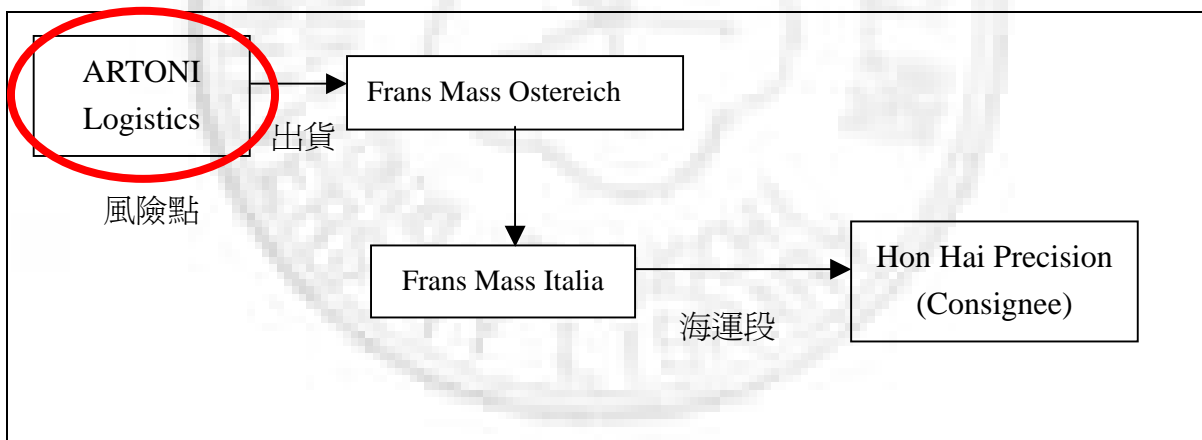 ARTONI
Logistics
出貨
Frans Mass Ostereich
風險點
Frans Mass Italia
海運段
Hon Hai Precision
(Consignee)